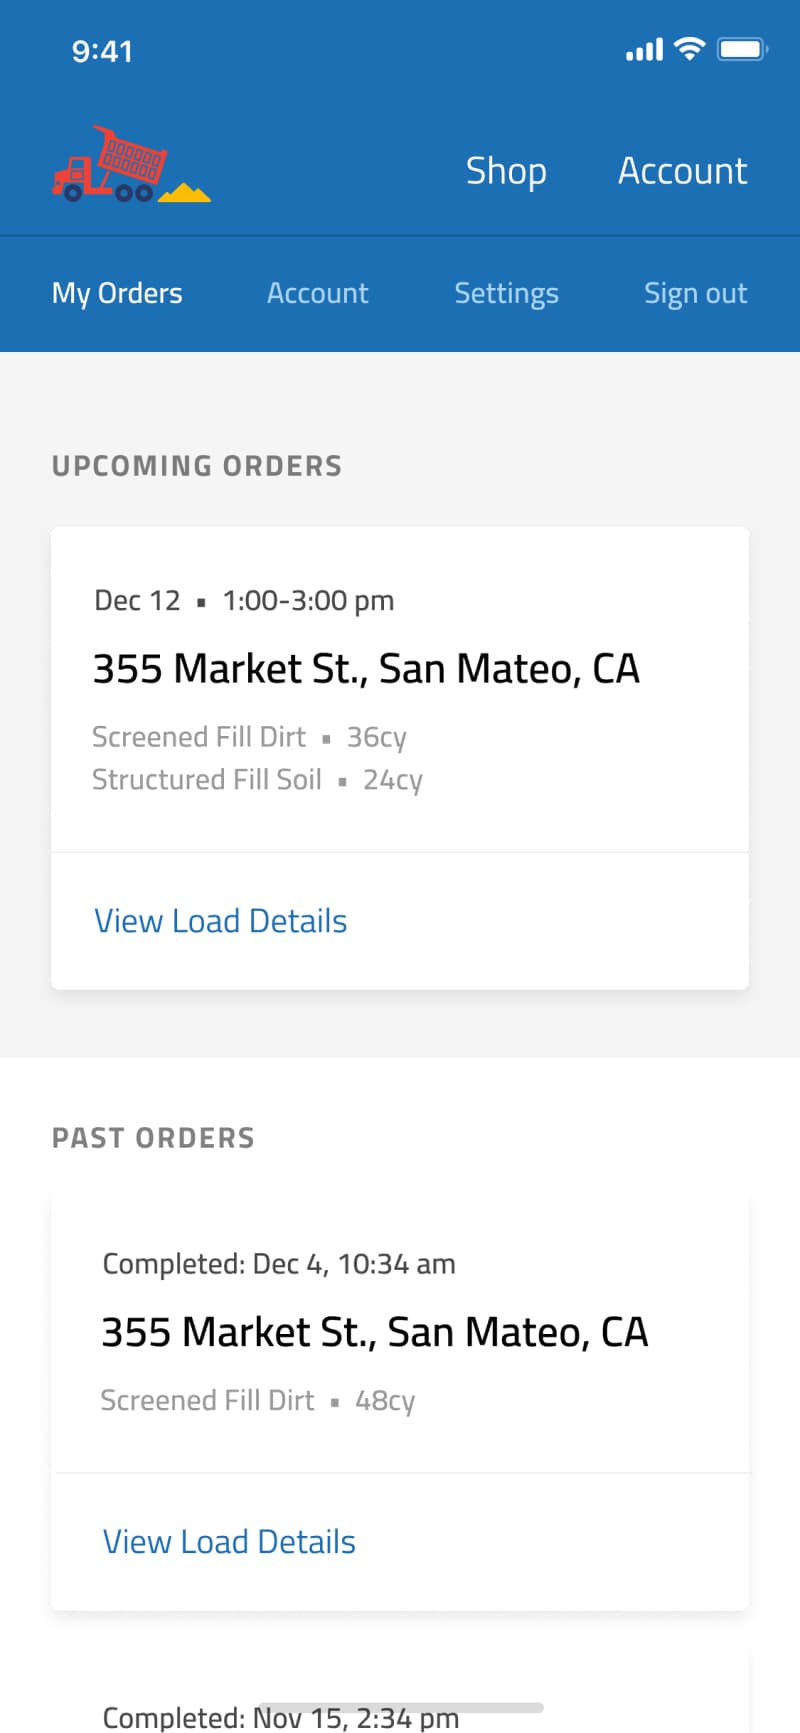 9:41
Shop Account
My Orders Account Settings Sign out
UPCOMING ORDERS
Dec 12 ▪ 1:00-3:00 pm
355 Market St., San Mateo, CA
Screened Fill Dirt ▪ 36cy
Structured Fill Soil ▪ 24cy
View Load Details
PAST ORDERS
Completed: Dec 4, 10:34 am
355 Market St., San Mateo, CA
Screened Fill Dirt ▪ 48cy
View Load Details
Completed: Nov 15, 2:34 pm